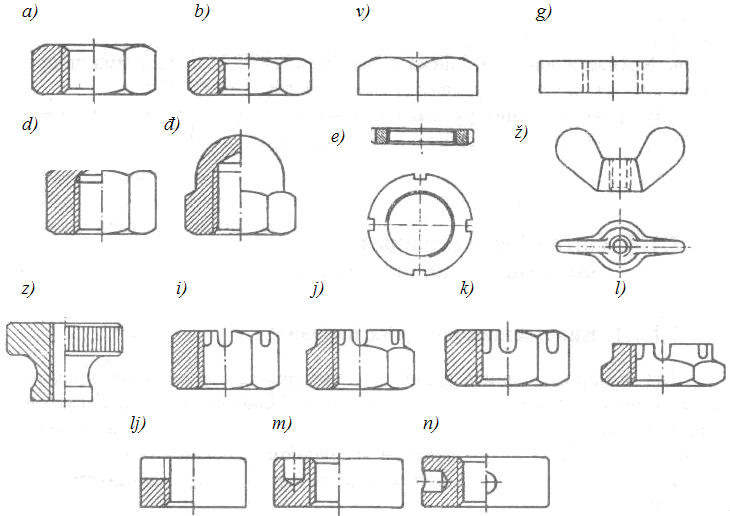 a) b) v) g)
d) đ) e) ž)
z) i) j) k) l)
lj) m) n)